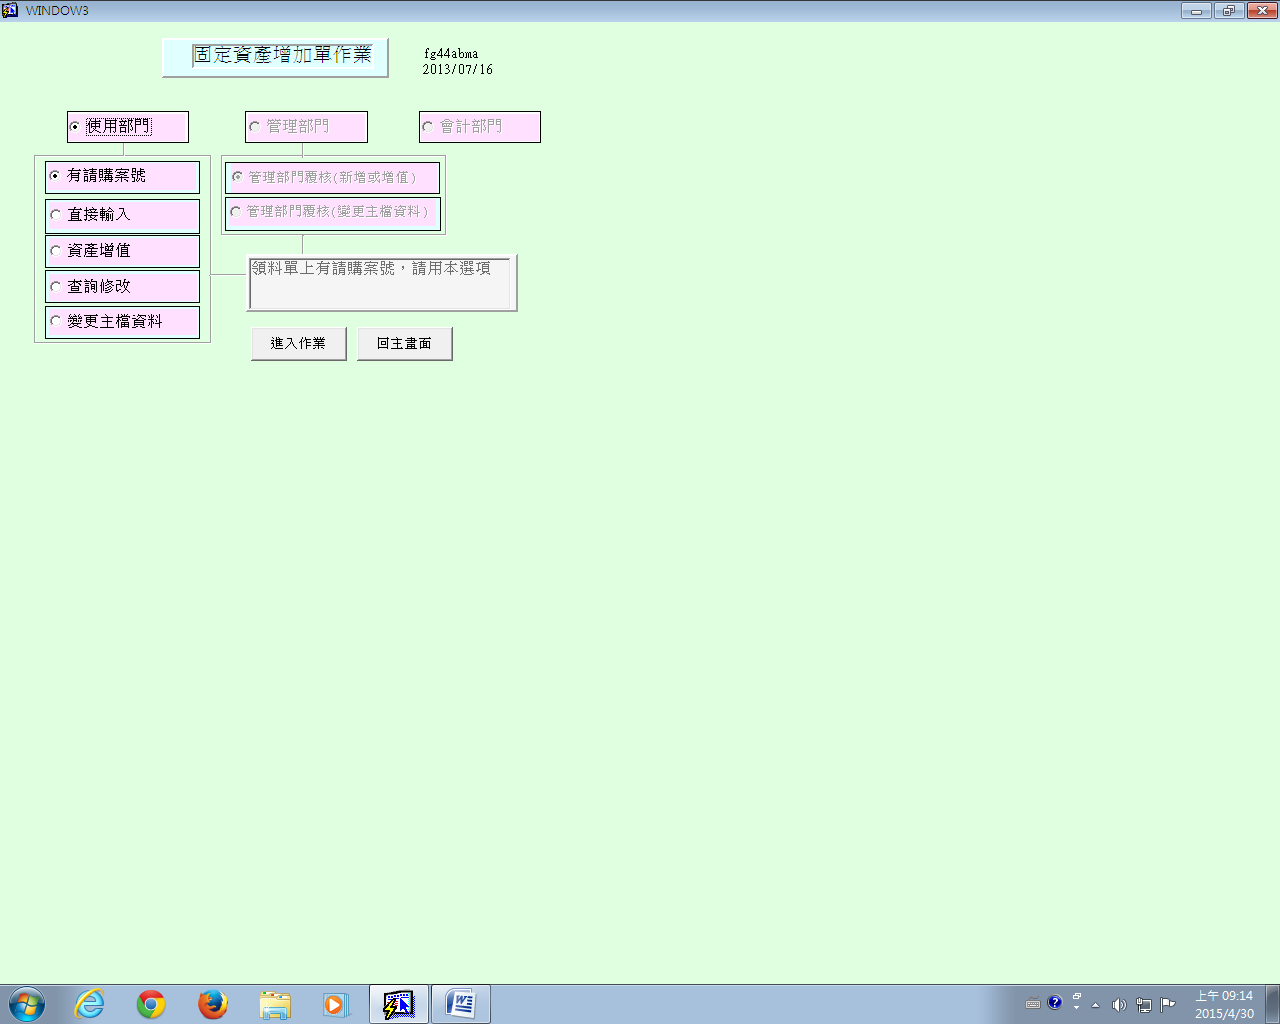 WINDOW3
固定資產增加單作業
fg44abma
2013/07/16
使用部門
管理部門
會計部門
有請購案號
直接輸入
資產增值
查詢修改
變更主檔資料
管理部門覆核(新增或增值)
管理部門覆核(變更主檔資料)
領料單上有請購案號，請用本選項
進入作業
回主畫面
上午 09:14
2015/4/30